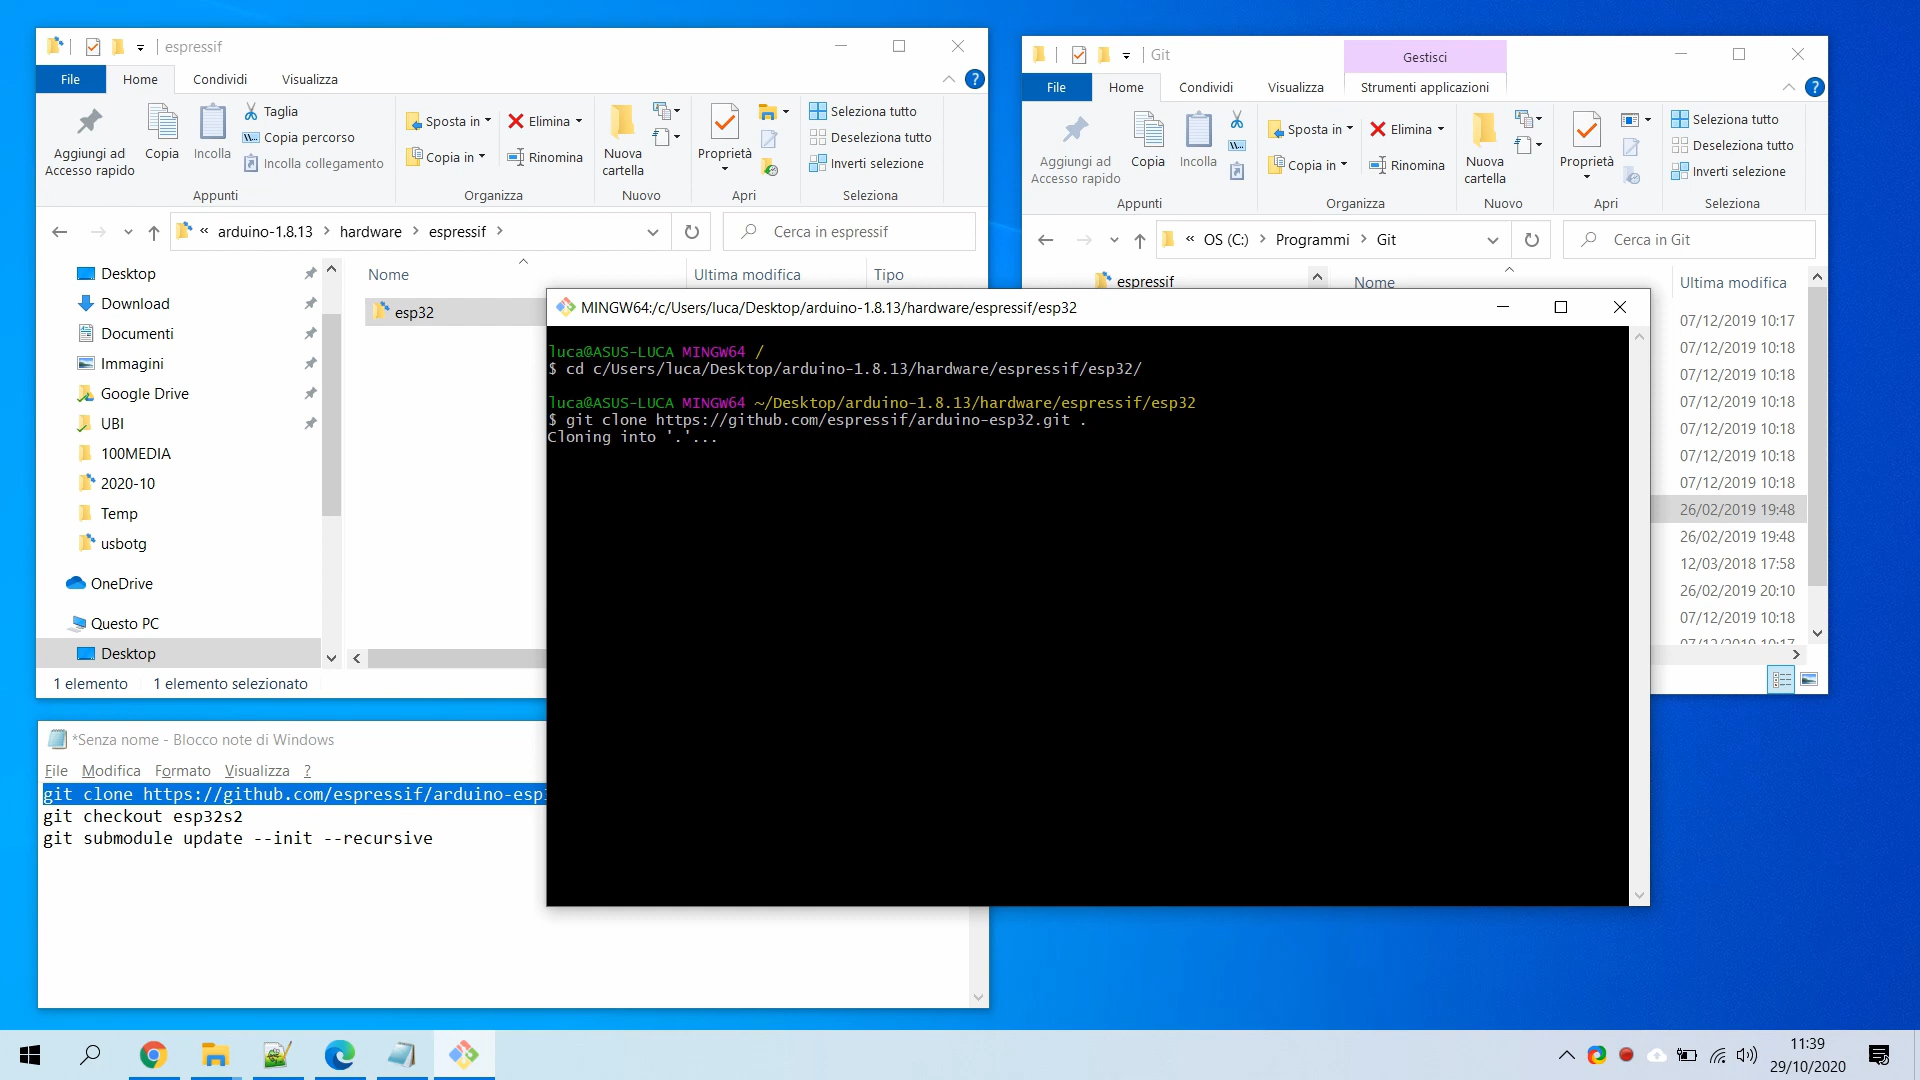 espressif
File
Home
Condividi
Visualizza
Aggiungi ad
Accesso rapido
Copia
Incolla
Taglia
Copia percorso
Incolla collegamento
Appunti
Sposta in
Copia in
Elimina
Rinomina
Organizza
Nuova
cartella
Nuovo
Proprietà
Apri
Seleziona tutto
Deseleziona tutto
Inverti selezione
Seleziona
« arduino-1.8.13 > hardware > espressif >
Cerca in espressif
Desktop
Download
Documenti
Immagini
Google Drive
UBI
100MEDIA
2020-10
Temp
usbotg
OneDrive
Questo PC
Desktop
Nome
Ultima modifica
Tipo
esp32
1 elemento
1 elemento selezionato
Git
Gestisci
File
Home
Condividi
Visualizza
Strumenti applicazioni
Aggiungi ad
Accesso rapido
Copia
Incolla
Appunti
Sposta in
Copia in
Elimina
Rinomina
Organizza
Nuova
cartella
Nuovo
Proprietà
Apri
Seleziona tutto
Deseleziona tutto
Inverti selezione
Seleziona
« OS (C:) > Programmi > Git
Cerca in Git
espressif
Nome
Ultima modifica
07/12/2019 10:17
07/12/2019 10:18
07/12/2019 10:18
07/12/2019 10:18
07/12/2019 10:18
07/12/2019 10:18
07/12/2019 10:18
26/02/2019 19:48
26/02/2019 19:48
12/03/2018 17:58
26/02/2019 20:10
07/12/2019 10:18
07/12/2019 10:17
MINGW64:/c/Users/luca/Desktop/arduino-1.8.13/hardware/espressif/esp32
luca@ASUS-LUCA MINGW64 /
$ cd c/Users/luca/Desktop/arduino-1.8.13/hardware/espressif/esp32/
luca@ASUS-LUCA MINGW64 ~/Desktop/arduino-1.8.13/hardware/espressif/esp32
$ git clone https://github.com/espressif/arduino-esp32.git .
Cloning into '.'...
*Senza nome - Blocco note di Windows
File Modifica Formato Visualizza ?
git clone https://github.com/espressif/arduino-esp
git checkout esp32s2
git submodule update --init --recursive
11:39
29/10/2020